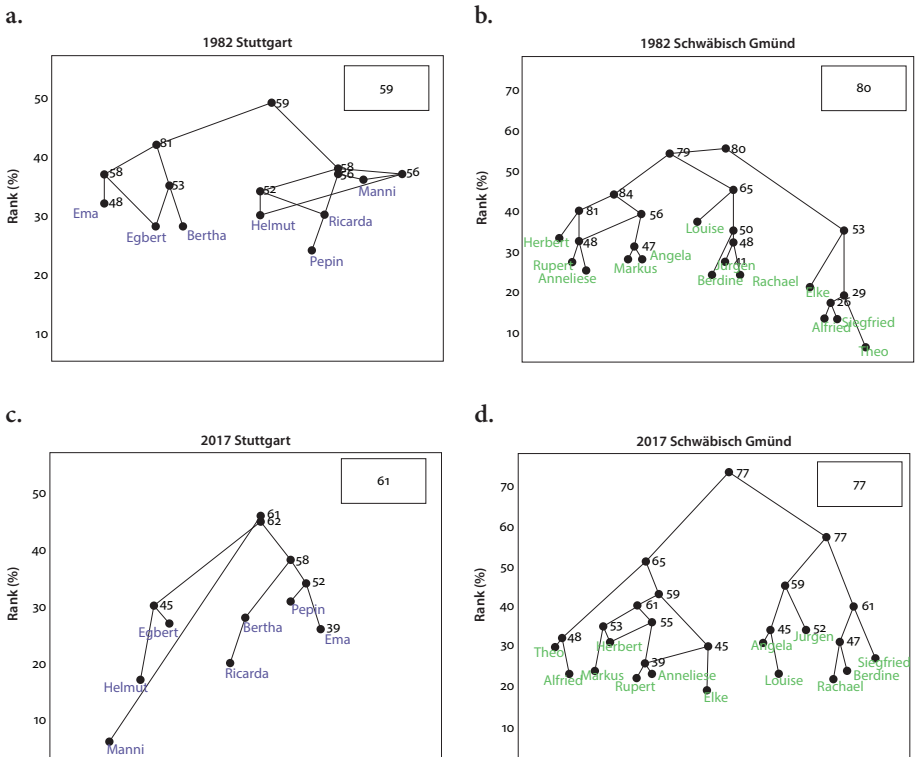 a.
1982 Stuttgart
59
50
40
30
20
10
Rank (%)
59
81
58
53
48
58
56
56
52
Ema
Egbert
Bertha
Helmut
Manni
Ricarda
Pepin
b.
1982 Schwäbisch Gmünd
80
70
60
50
40
30
20
10
Rank (%)
79
80
84
65
81
56
48
47
50
48
41
53
29
26
Herbert
Rupert
Anneliese
Markus
Angela
Louise
Jürgen
Berdine
Rachael
Elke
Alfried
Siegfried
Theo
c.
2017 Stuttgart
61
50
40
30
20
10
Rank (%)
61
62
58
52
45
39
Egbert
Helmut
Manni
Bertha
Ricarda
Pepin
Ema
d.
2017 Schwäbisch Gmünd
77
70
60
50
40
30
20
10
Rank (%)
77
77
65
59
59
61
61
55
53
48
45
39
45
52
47
Theo
Alfried
Markus
Herbert
Rupert
Anneliese
Elke
Angela
Jürgen
Louise
Rachael
Berdine
Siegfried